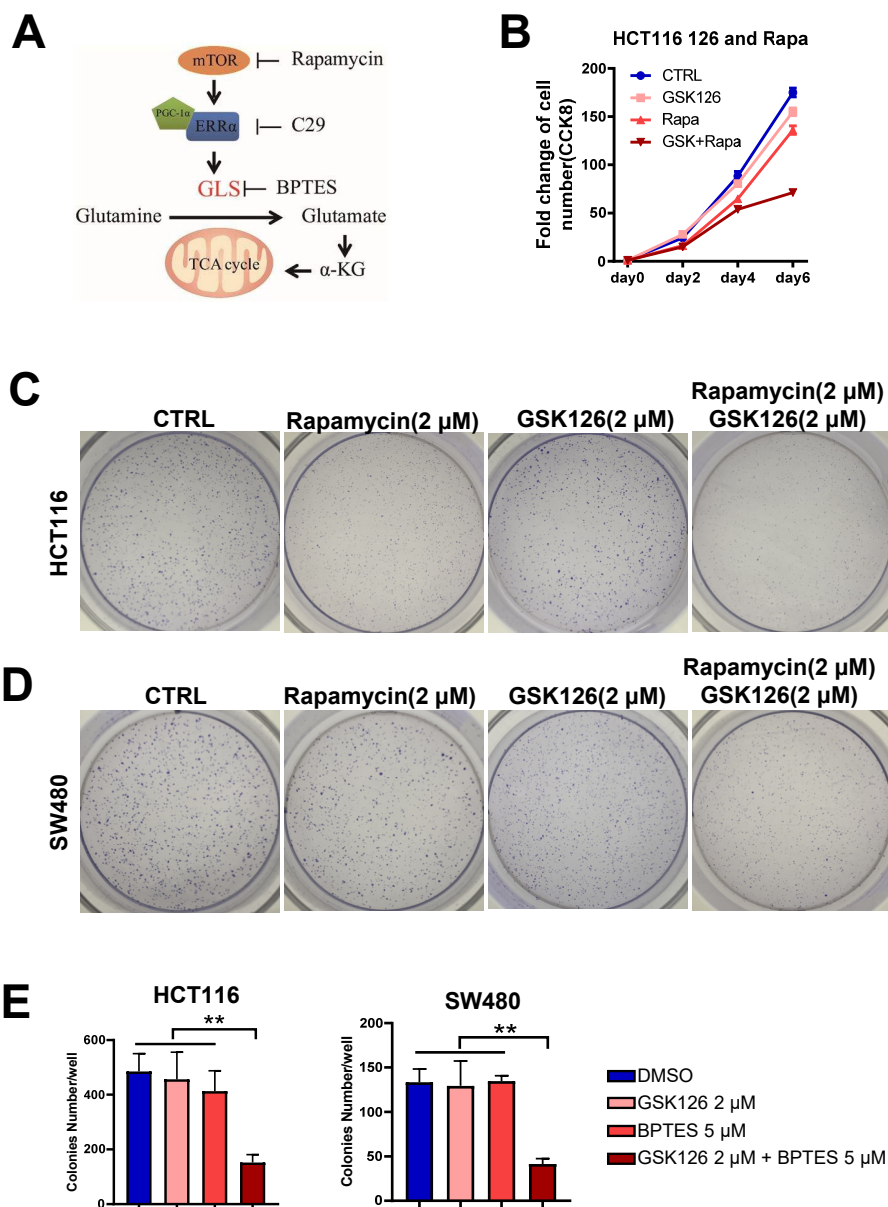 A
mTOR
Rapamycin
PGC-1α
ERRα
C29
GLS
BPTES
Glutamine
Glutamate
TCA cycle
α-KG
B
HCT116 126 and Rapa
Fold change of cell
number(CCK8)
200
150
100
50
0
CTRL
GSK126
Rapa
GSK+Rapa
day0 day2 day4 day6
C
CTRL
Rapamycin(2 μM)
GSK126(2 μM)
Rapamycin(2 μM)
GSK126(2 μM)
HCT116
D
CTRL
Rapamycin(2 μM)
GSK126(2 μM)
Rapamycin(2 μM)
GSK126(2 μM)
SW480
E
HCT116
**
Colonies Number/well
600
400
200
0
SW480
**
Colonies Number/well
200
150
100
50
0
DMSO
GSK126 2 μM
BPTES 5 μM
GSK126 2 μM + BPTES 5 μM